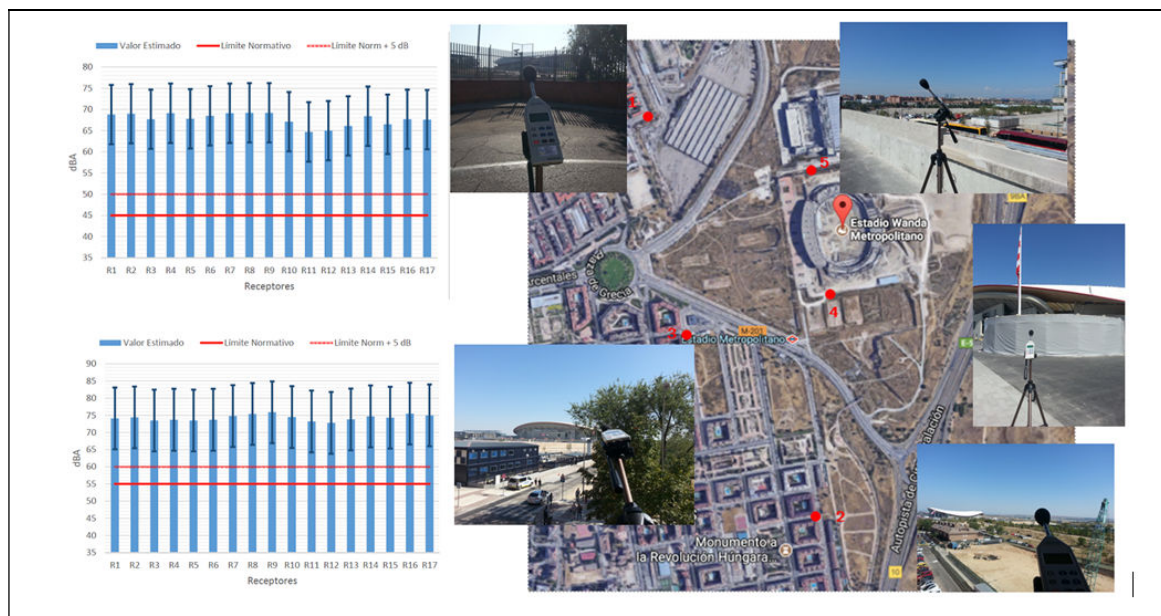 Valor Estimado Límite Normativo Límite Norm + 5 dB
80
75
70
65
60
55
50
45
40
35
dBA
R1 R2 R3 R4 R5 R6 R7 R8 R9 R10 R11 R12 R13 R14 R15 R16 R17
Receptores
Valor Estimado Límite Normativo Límite Norm + 5 dB
90
85
80
75
70
65
60
55
50
45
40
35
dBA
R1 R2 R3 R4 R5 R6 R7 R8 R9 R10 R11 R12 R13 R14 R15 R16 R17
Receptores
1
5
Estadio Wanda
Metropolitano
Arcentales
Plaza
de Grecia
4
3
M-201
Estadio Metropolitano
2
Monumento a
la Revolución Húngara...
Autopista de
90